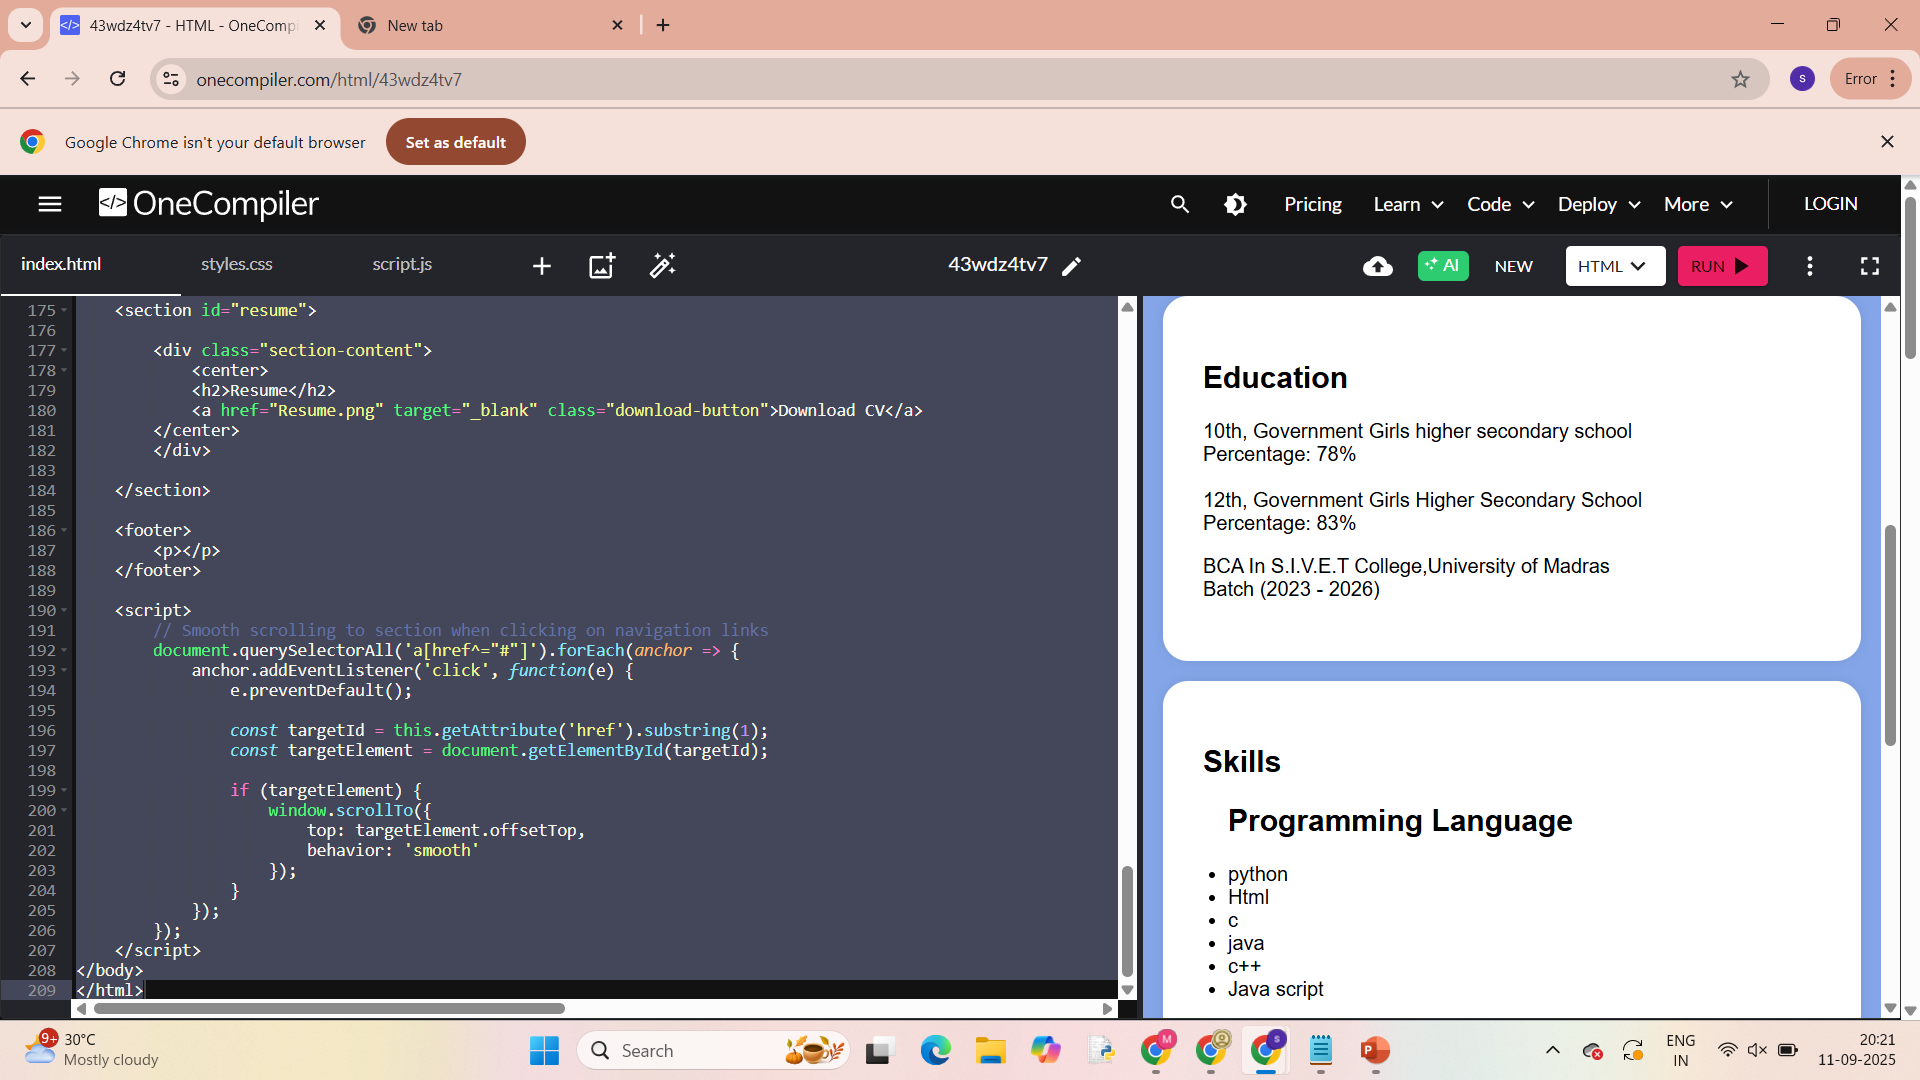 43wdz4tv7 - HTML - OneCompi
New tab
onecompiler.com/html/43wdz4tv7
S
Error
Google Chrome isn't your default browser
Set as default
</> OneCompiler
Pricing
Learn
Code
Deploy
More
LOGIN
index.html
styles.css
script.js
43wdz4tv7
AI
NEW
HTML
RUN
175 <section id="resume">
176
177 <div class="section-content">
178 <center>
179 <h2>Resume</h2>
180 <a href="Resume.png" target="_blank" class="download-button">Download CV</a>
181 </center>
182 </div>
183
184 </section>
185
186 <footer>
187 <p></p>
188 </footer>
189
190 <script>
191 // Smooth scrolling to section when clicking on navigation links
192 document.querySelectorAll('a[href^="#"]').forEach(anchor => {
193 anchor.addEventListener('click', function(e) {
194 e.preventDefault();
195
196 const targetId = this.getAttribute('href').substring(1);
197 const targetElement = document.getElementById(targetId);
198
199 if (targetElement) {
200 window.scrollTo({
201 top: targetElement.offsetTop,
202 behavior: 'smooth'
203 });
204 }
205 });
206 });
207 </script>
208 </body>
209 </html>
Education
10th, Government Girls higher secondary school
Percentage: 78%
12th, Government Girls Higher Secondary School
Percentage: 83%
BCA In S.I.V.E.T College,University of Madras
Batch (2023 - 2026)
Skills
Programming Language
• python
• Html
• c
• java
• c++
• Java script
9+
30°C
Mostly cloudy
Search
M
S
P
ENG
IN
20:21
11-09-2025